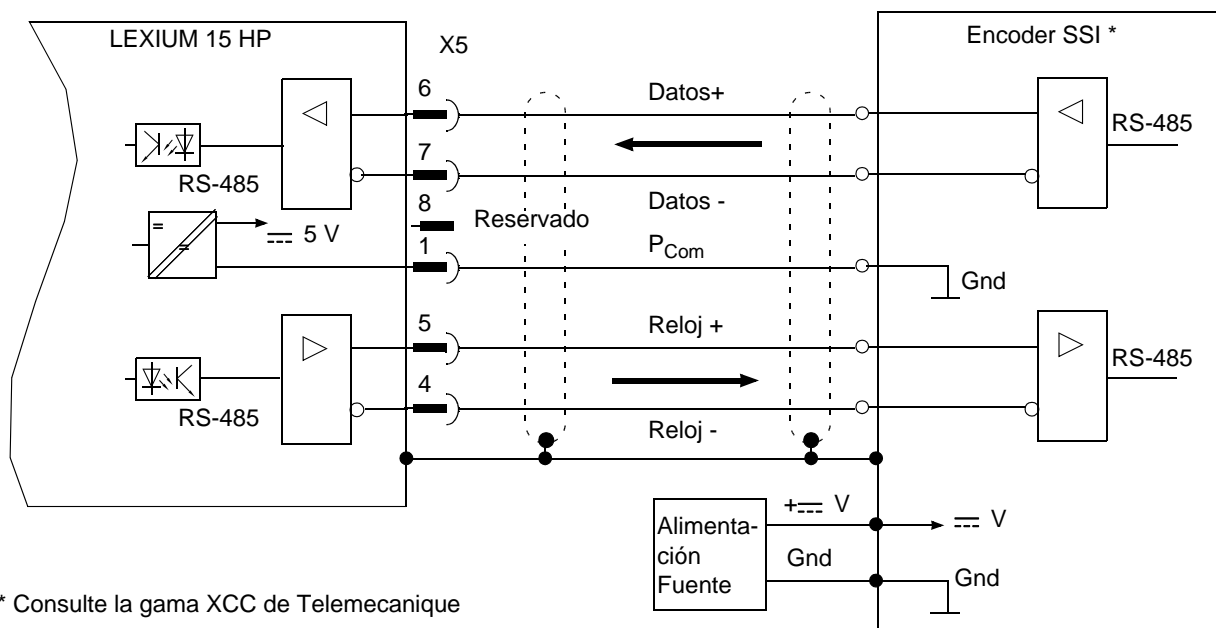 LEXIUM 15 HP
X5
Encoder SSI *
6
Datos+
RS-485
7
RS-485
Datos -
8
Reservado
5 V
1
PCom
Gnd
5
Reloj +
RS-485
4
RS-485
Reloj -
+ V
V
Alimenta-
ción
Fuente
Gnd
Gnd
* Consulte la gama XCC de Telemecanique